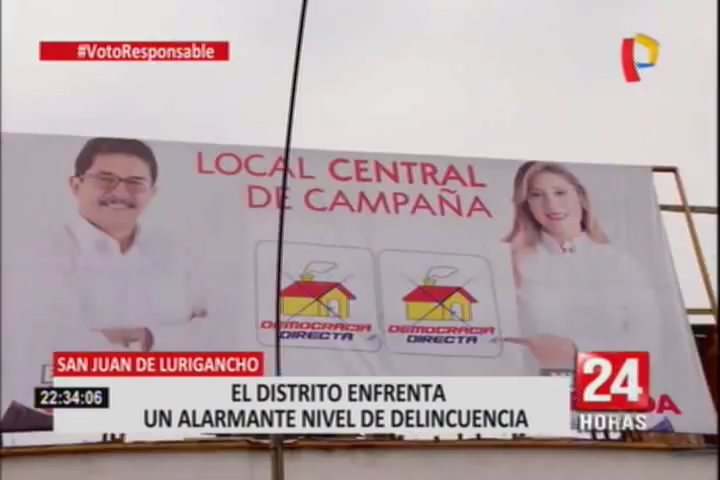 #VotoResponsable
LOCAL CENTRAL
DE CAMPAÑA
DEMOCRACIA
DIRECTA
DEMOCRACIA
DIRECTA
SAN JUAN DE LURIGANCHO
22:34:06
EL DISTRITO ENFRENTA
UN ALARMANTE NIVEL DE DELINCUENCIA
24
HORAS